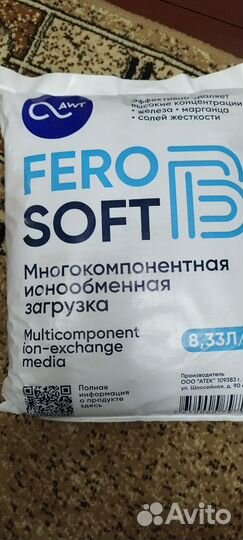 AWT
Эффективно удаляет
высокие концентрации
• железа • марганца
• солей жесткости
FERO
SOFT
B
Многокомпонентная
ионообменная
загрузка
Multicomponent
ion-exchange
media
8,33Л/
Полная
информация
о продукте
здесь
Производитель
ООО "АТЕК" 109383 г.
ул. Шоссейная, д. 90
Avito